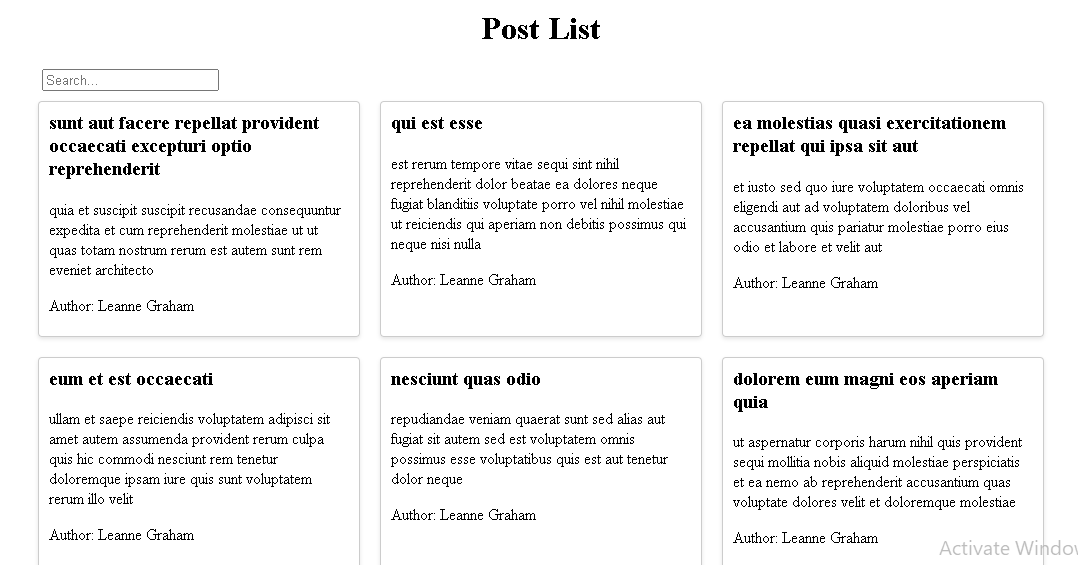 Post List
Search...
sunt aut facere repellat provident
occaecati excepturi optio
reprehenderit
quia et suscipit suscipit recusandae consequuntur
expedita et cum reprehenderit molestiae ut ut
quas totam nostrum rerum est autem sunt rem
eveniet architecto
Author: Leanne Graham
qui est esse
est rerum tempore vitae sequi sint nihil
reprehenderit dolor beatae ea dolores neque
fugiat blanditiis voluptate porro vel nihil molestiae
ut reiciendis qui aperiam non debitis possimus qui
neque nisi nulla
Author: Leanne Graham
ea molestias quasi exercitationem
repellat qui ipsa sit aut
et iusto sed quo iure voluptatem occaecati omnis
eligendi aut ad voluptatem doloribus vel
accusantium quis pariatur molestiae porro eius
odio et labore et velit aut
Author: Leanne Graham
eum et est occaecati
ullam et saepe reiciendis voluptatem adipisci sit
amet autem assumenda provident rerum culpa
quis hic commodi nesciunt rem tenetur
doloremque ipsam iure quis sunt voluptatem
rerum illo velit
Author: Leanne Graham
nesciunt quas odio
repudiandae veniam quaerat sunt sed alias aut
fugiat sit autem sed est voluptatem omnis
possimus esse voluptatibus quis est aut tenetur
dolor neque
Author: Leanne Graham
dolorem eum magni eos aperiam
quia
ut aspernatur corporis harum nihil quis provident
sequi mollitia nobis aliquid molestiae perspiciatis
et ea nemo ab reprehenderit accusantium quas
voluptate dolores velit et doloremque molestiae
Author: Leanne Graham
Activate Window